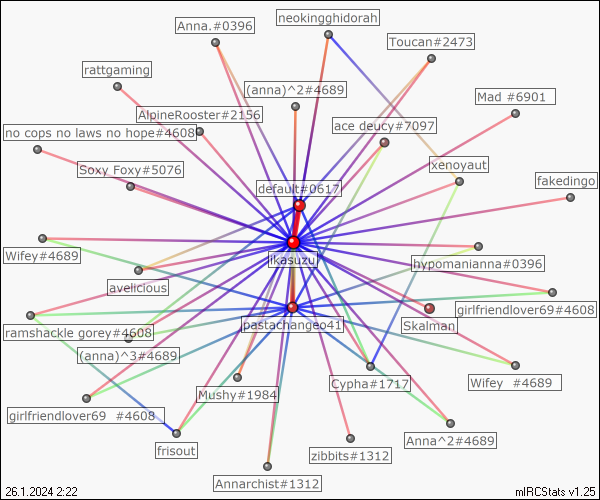 neokingghidorah
Anna.#0396
Toucan#2473
rattgaming
(anna)^2#4689
Mad #6901
AlpineRooster#2156
ace deucy#7097
no cops no laws no hope#4608
xenoyaut
Soxy Foxy#5076
default#0617
fakedingo
Wifey#4689
ikasuzu
hypomanianna#0396
avelicious
girlfriendlover69#4608
pastachangeo41
Skalman
ramshackle gorey#4608
(anna)^3#4689
Cypha#1717
Wifey  #4689
Mushy#1984
girlfriendlover69  #4608
Anna^2#4689
frisout
zibbits#1312
Annarchist#1312
26.1.2024 2:22
mIRCStats v1.25